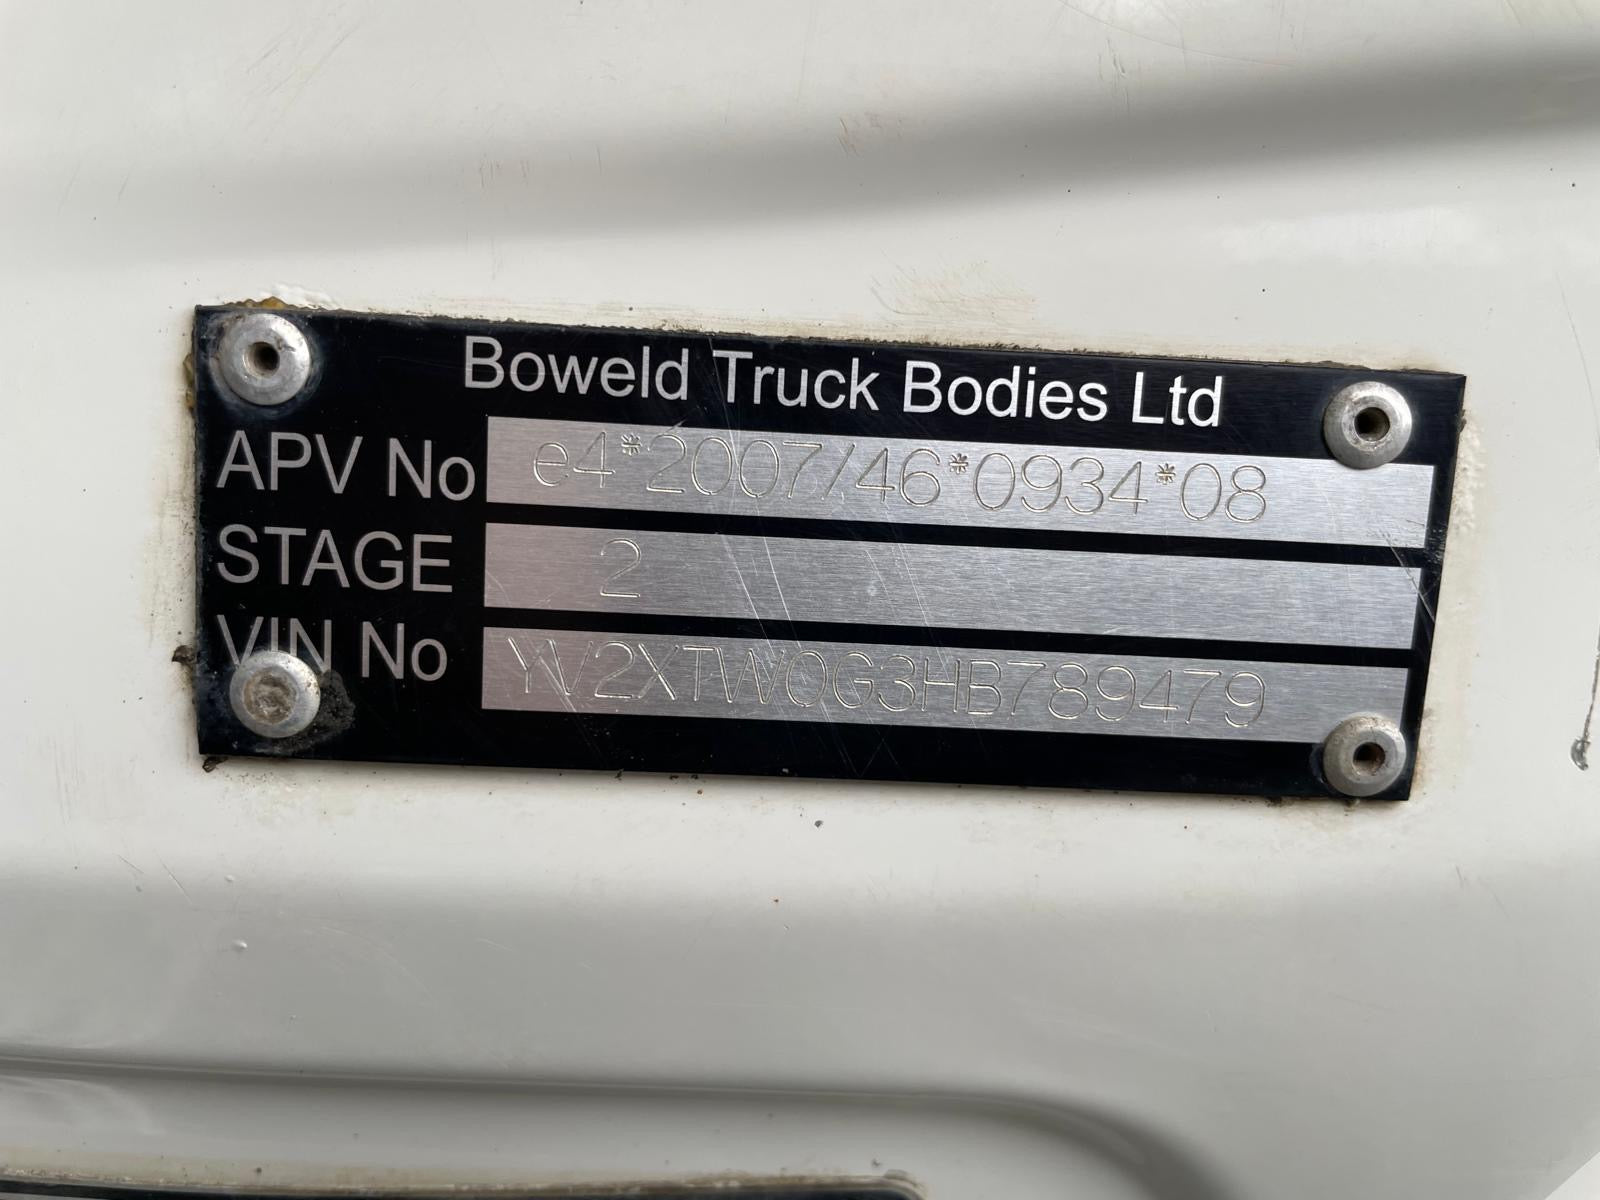 Boweld Truck Bodies Ltd
APV No e4*2007/46*0934*08
STAGE 2
VIN No YV2XTW0G3HB789479